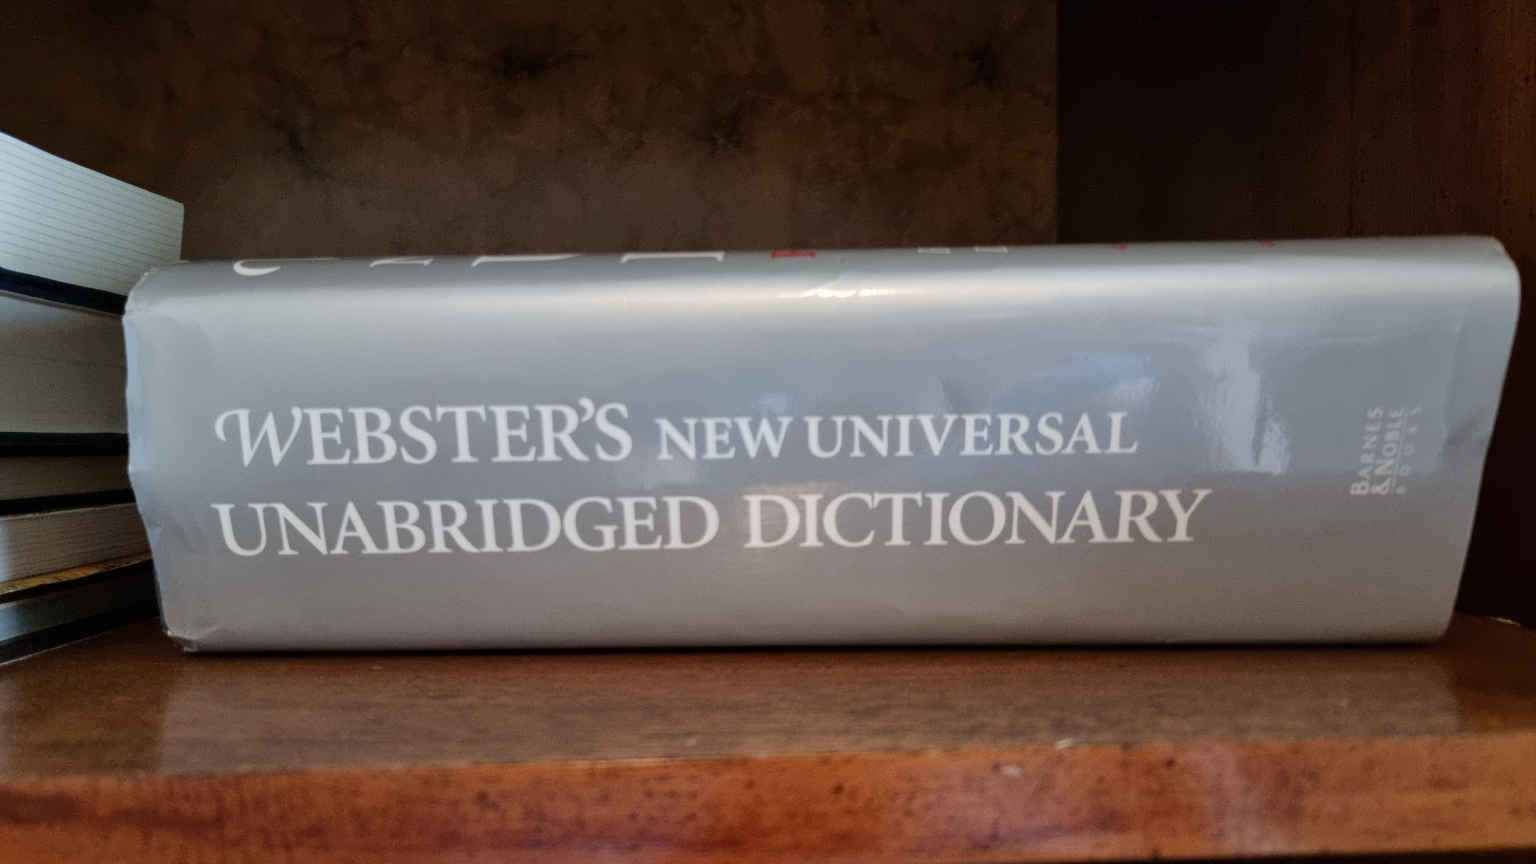 WEBSTER'S NEW UNIVERSAL
UNABRIDGED DICTIONARY
BARNES
&NOBLE
BOOKS